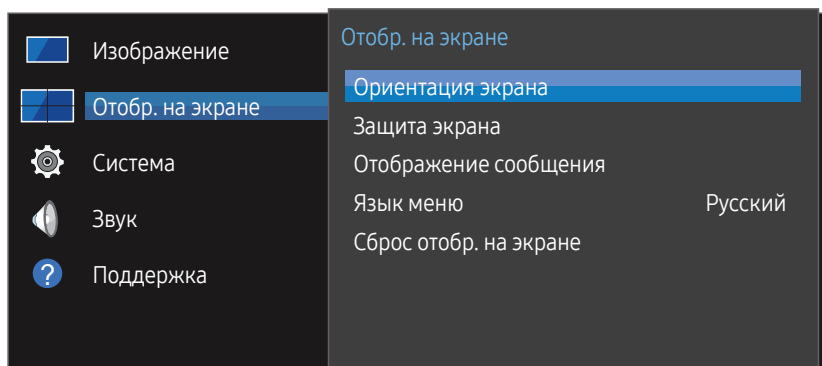 Изображение
Отобр. на экране
Система
Звук
?
Поддержка
Отобр. на экране
Ориентация экрана
Защита экрана
Отображение сообщения
Язык меню Русский
Сброс отобр. на экране